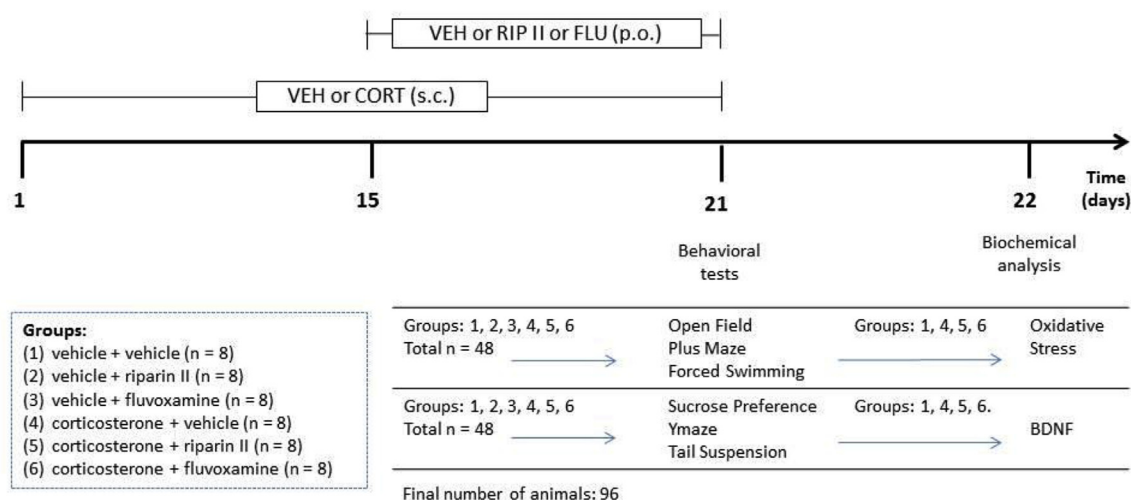 VEH or RIP II or FLU (p.o.)
VEH or CORT (s.c.)
1
15
21
22
Time
(days)
Behavioral
tests
Biochemical
analysis
Groups:
(1) vehicle + vehicle (n = 8)
(2) vehicle + riparin II (n = 8)
(3) vehicle + fluvoxamine (n = 8)
(4) corticosterone + vehicle (n = 8)
(5) corticosterone + riparin II (n = 8)
(6) corticosterone + fluvoxamine (n = 8)
Groups: 1, 2, 3, 4, 5, 6
Total n = 48
Open Field
Plus Maze
Forced Swimming
Groups: 1, 4, 5, 6
Oxidative
Stress
Groups: 1, 2, 3, 4, 5, 6
Total n = 48
Sucrose Preference
Ymaze
Tail Suspension
Groups: 1, 4, 5, 6.
BDNF
Final number of animals: 96